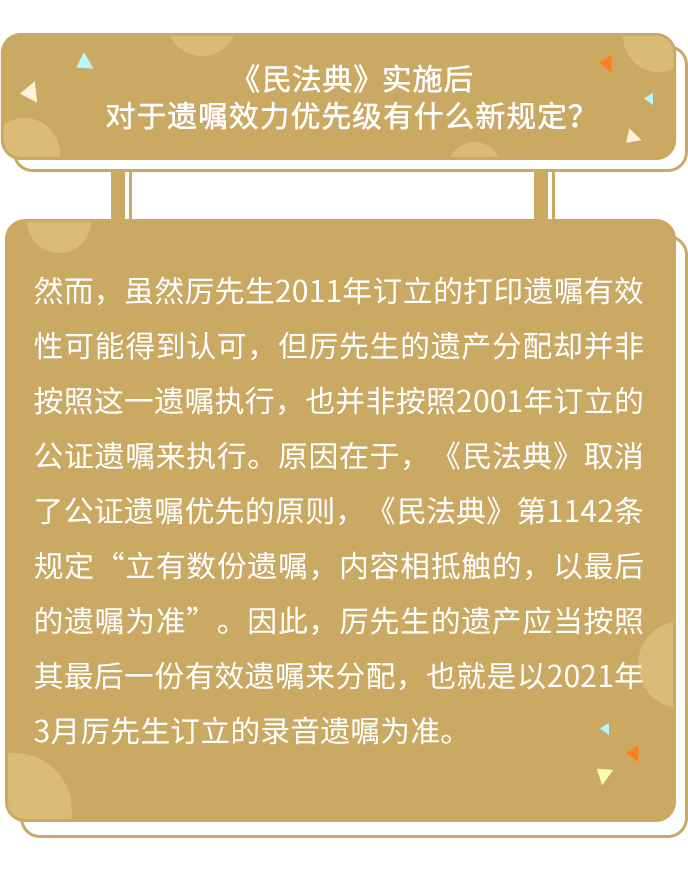 《民法典》实施后
对于遗嘱效力优先级有什么新规定?
然而，虽然厉先生2011年订立的打印遗嘱有效
性可能得到认可，但厉先生的遗产分配却并非
按照这一遗嘱执行，也并非按照2001年订立的
公证遗嘱来执行。原因在于，《民法典》取消
了公证遗嘱优先的原则，《民法典》第1142条
规定“立有数份遗嘱，内容相抵触的，以最后
的遗嘱为准”。因此，厉先生的遗产应当按照
其最后一份有效遗嘱来分配，也就是以2021年
3月厉先生订立的录音遗嘱为准。